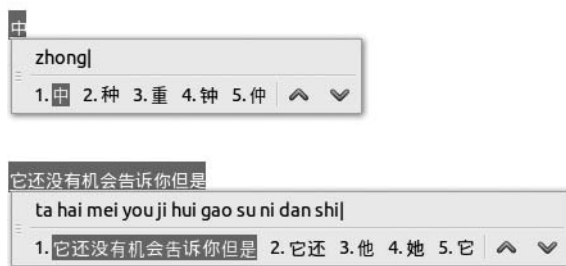 中
zhong
1.中 2.种 3.重 4.钟 5.仲
它还没有机会告诉你但是
ta hai mei you ji hui gao su ni dan shi
1.它还没有机会告诉你但是 2.它还 3.他 4.她 5.它